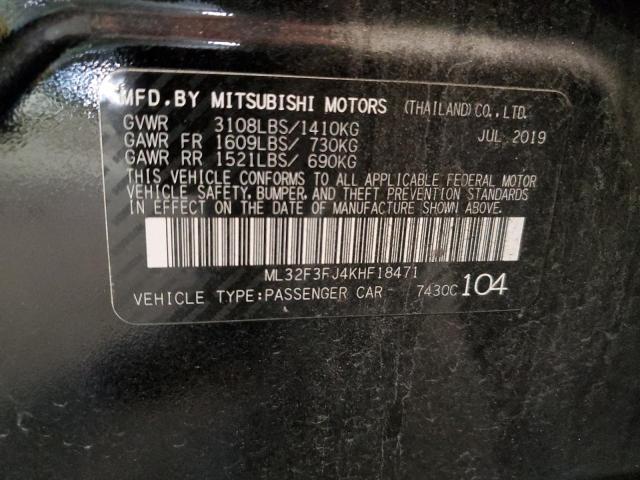 MFD.BY MITSUBISHI MOTORS (THAILAND) CO., LTD.
GVWR 3108LBS/1410KG JUL 2019
GAWR FR 1609LBS/ 730KG
GAWR RR 1521LBS/ 690KG
THIS VEHICLE CONFORMS TO ALL APPLICABLE FEDERAL MOTOR
VEHICLE SAFETY, BUMPER, AND THEFT PREVENTION STANDARDS
IN EFFECT ON THE DATE OF MANUFACTURE SHOWN ABOVE.
ML32F3FJ4KHF18471
VEHICLE TYPE:PASSENGER CAR 7430C 104